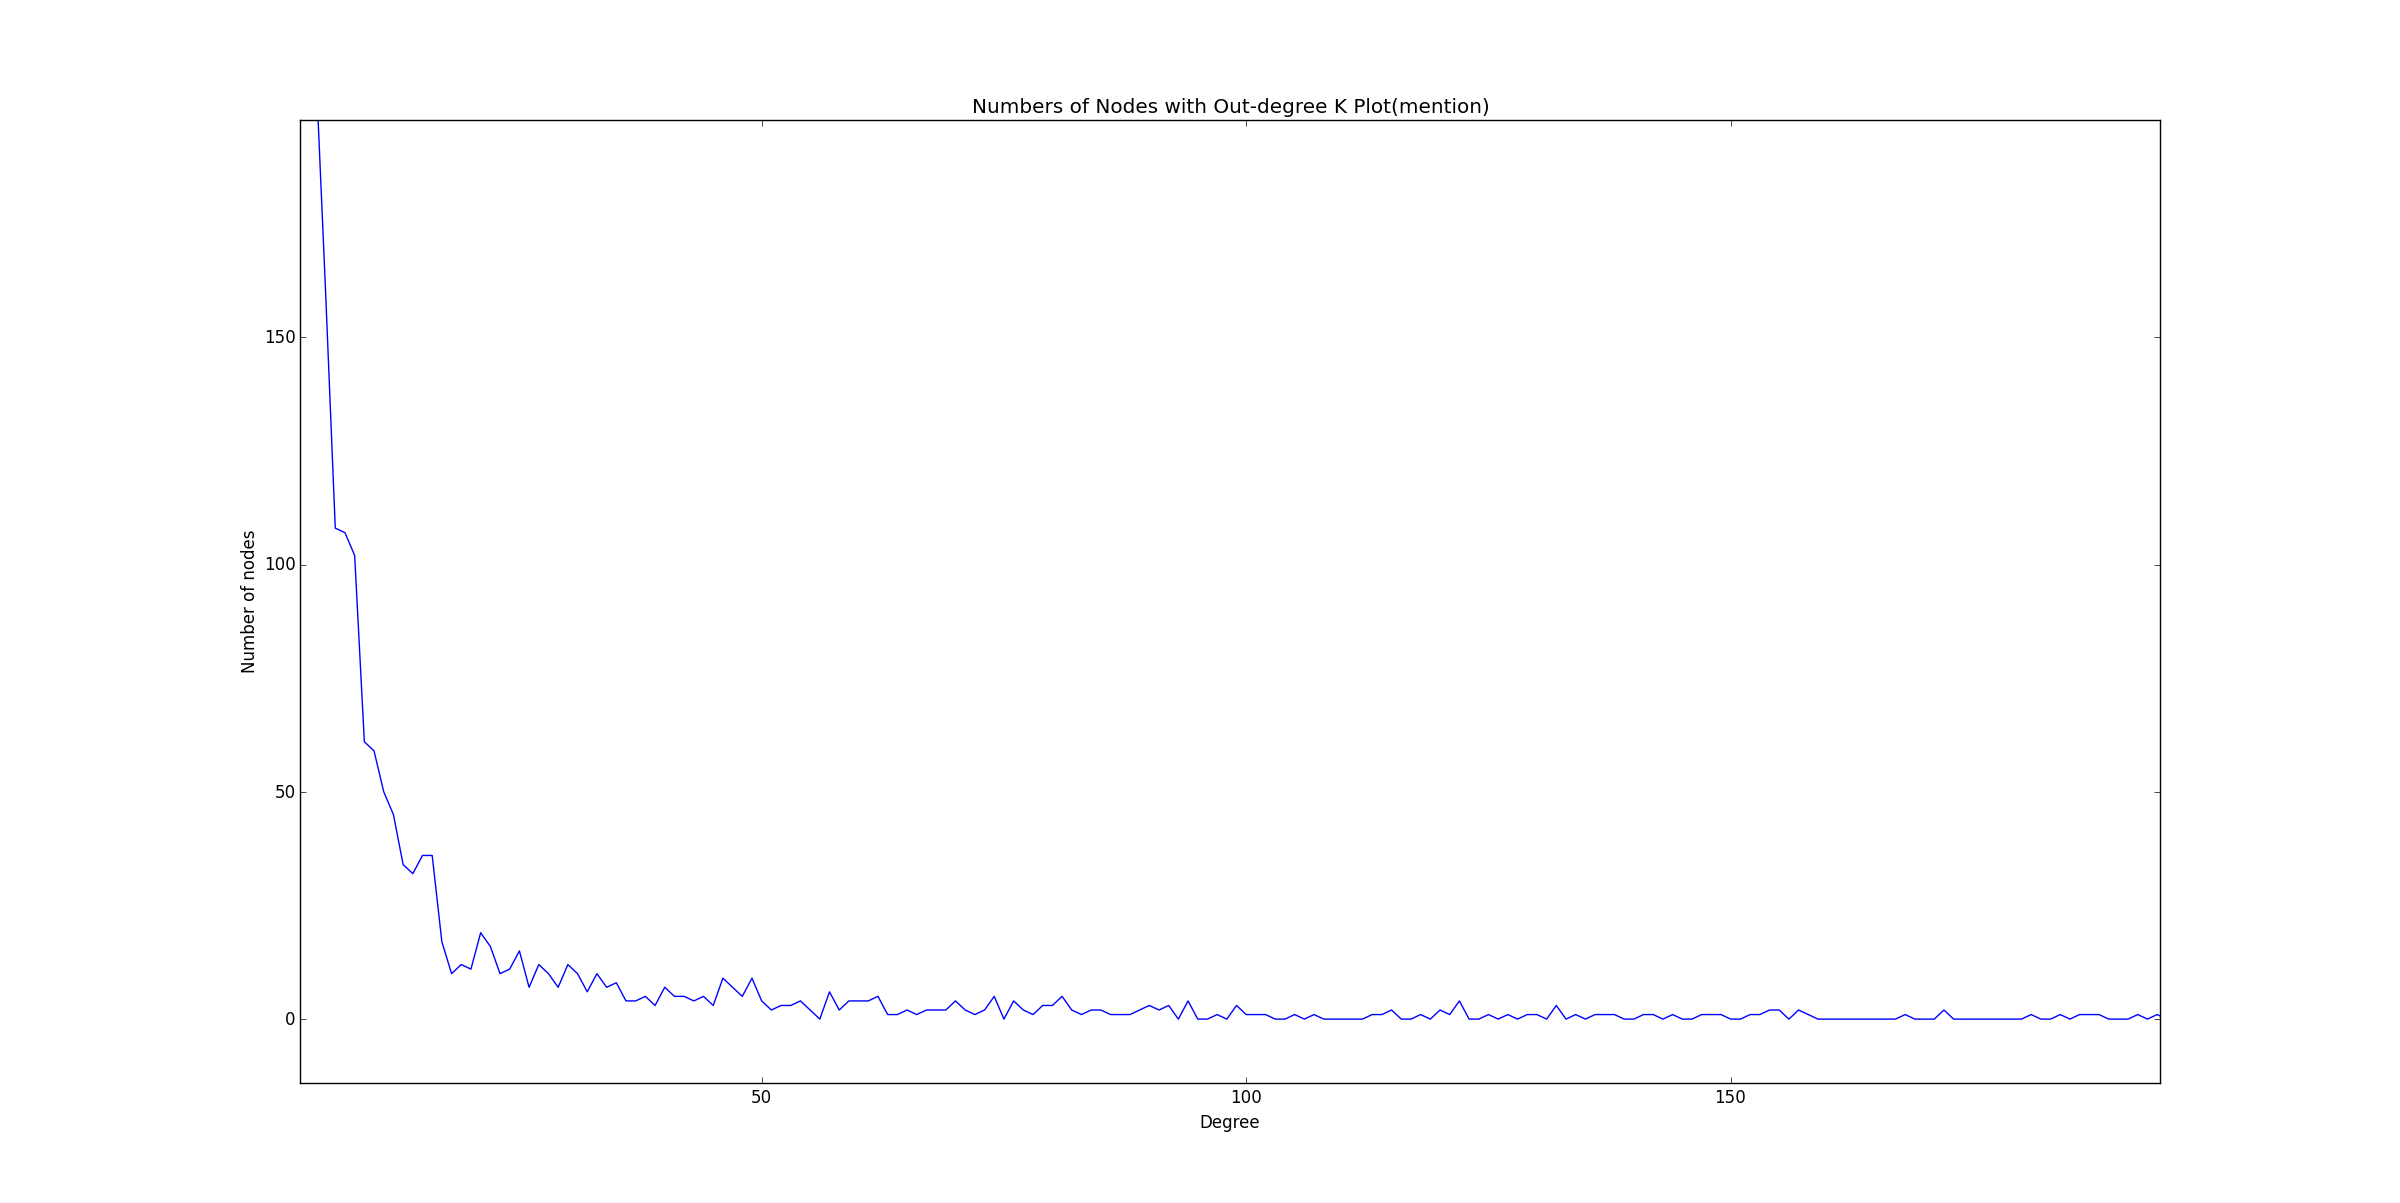 Numbers of Nodes with Out-degree K Plot(mention)
150
100
50
0
Number of nodes
50 100 150
Degree